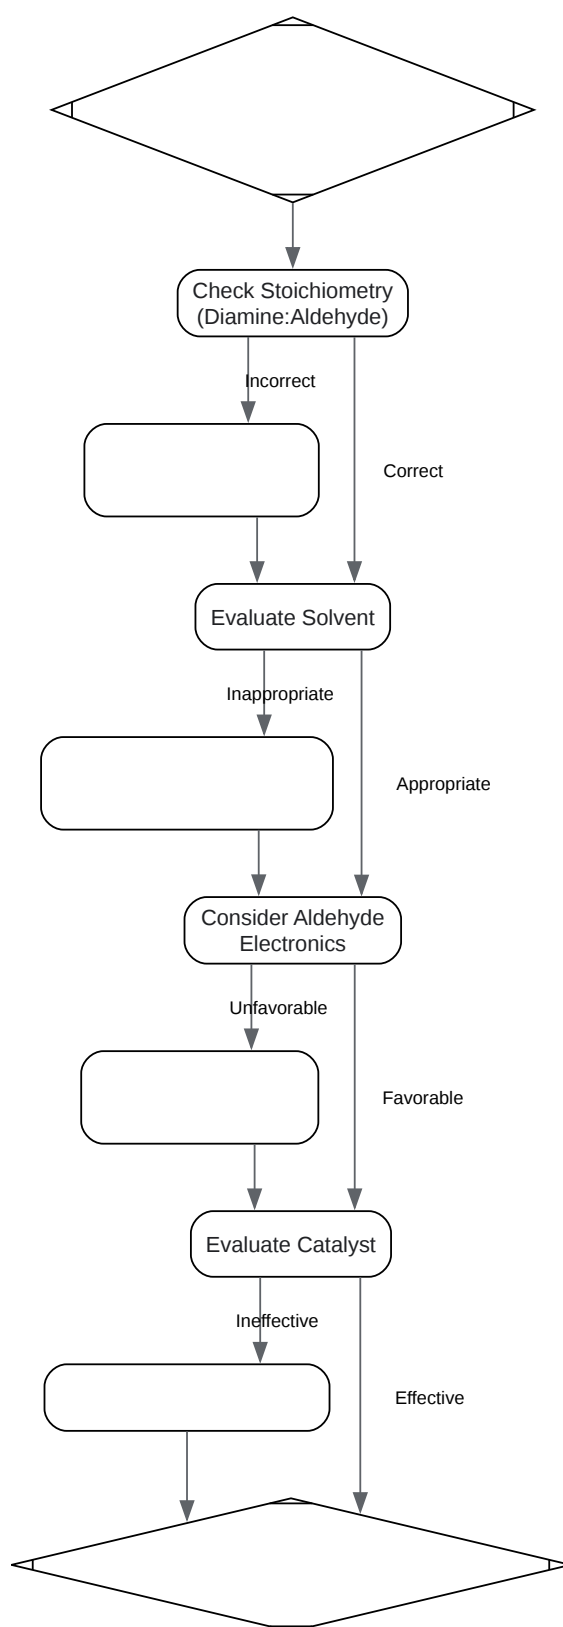 Check Stoichiometry
(Diamine:Aldehyde)
Incorrect
Correct
Evaluate Solvent
Inappropriate
Appropriate
Consider Aldehyde
Electronics
Unfavorable
Favorable
Evaluate Catalyst
Ineffective
Effective